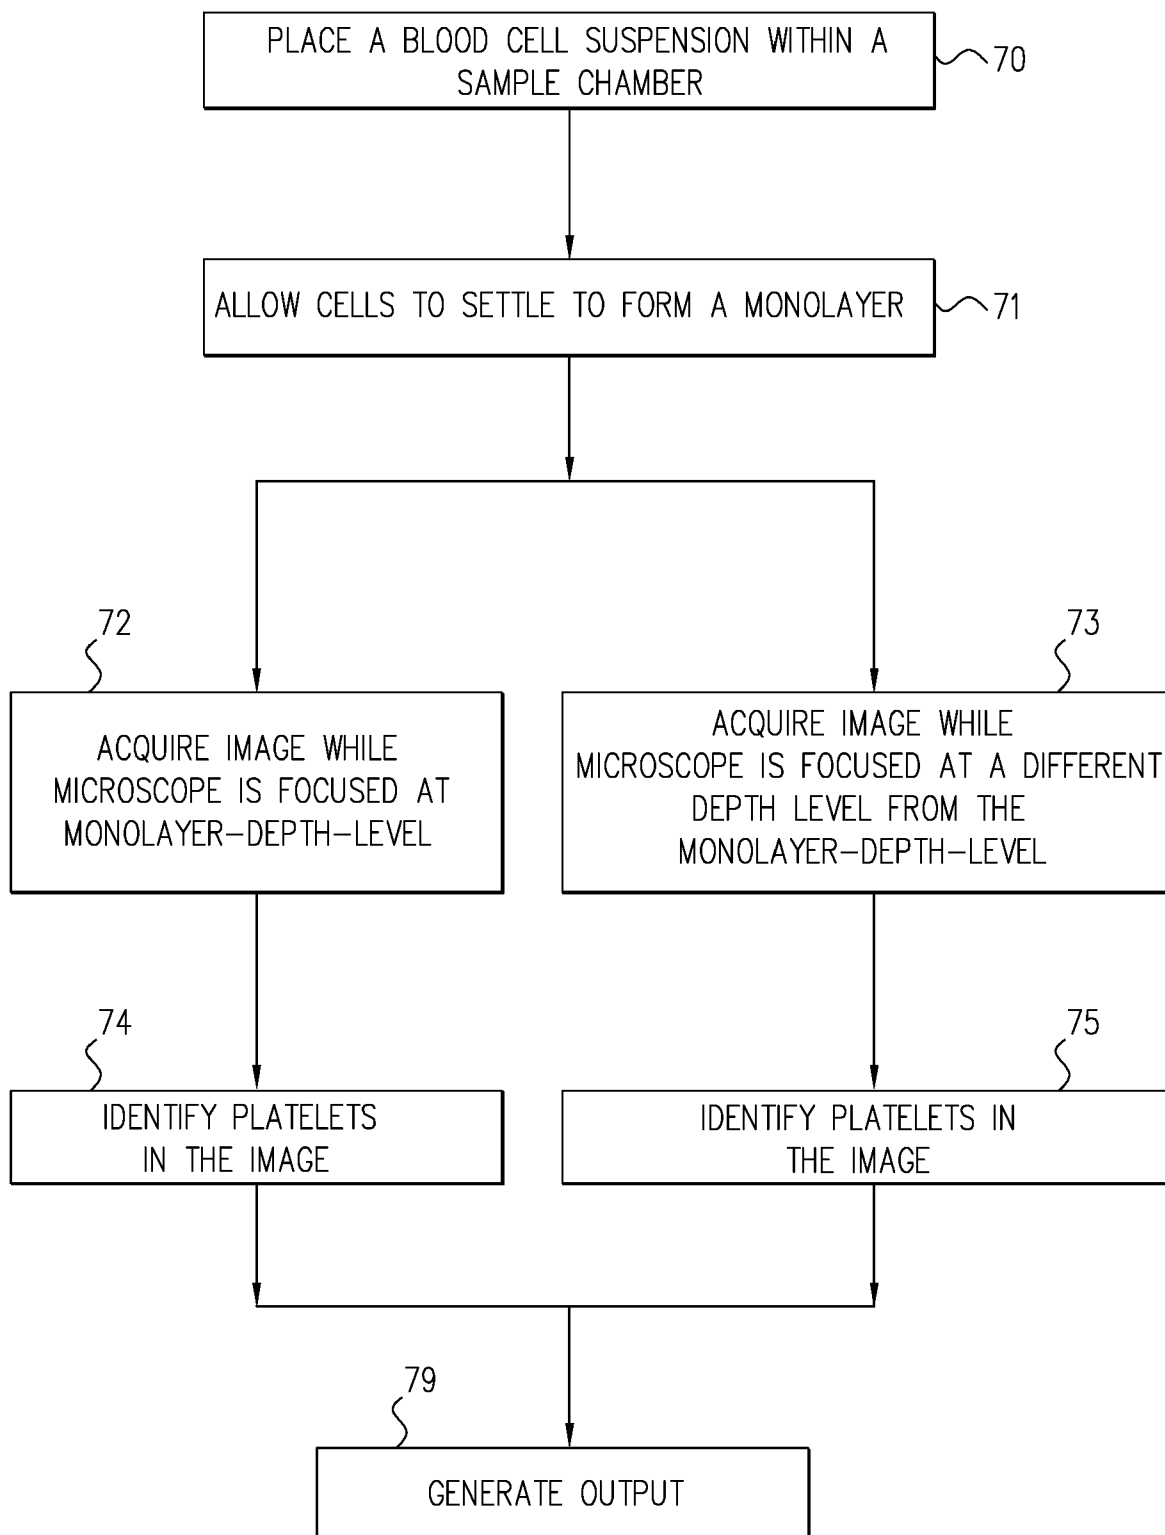 PLACE A BLOOD CELL SUSPENSION WITHIN A
SAMPLE CHAMBER
70
ALLOW CELLS TO SETTLE TO FORM A MONOLAYER
71
72
ACQUIRE IMAGE WHILE
MICROSCOPE IS FOCUSED AT
MONOLAYER-DEPTH-LEVEL
73
ACQUIRE IMAGE WHILE
MICROSCOPE IS FOCUSED AT A DIFFERENT
DEPTH LEVEL FROM THE
MONOLAYER-DEPTH-LEVEL
74
IDENTIFY PLATELETS
IN THE IMAGE
75
IDENTIFY PLATELETS IN
THE IMAGE
79
GENERATE OUTPUT